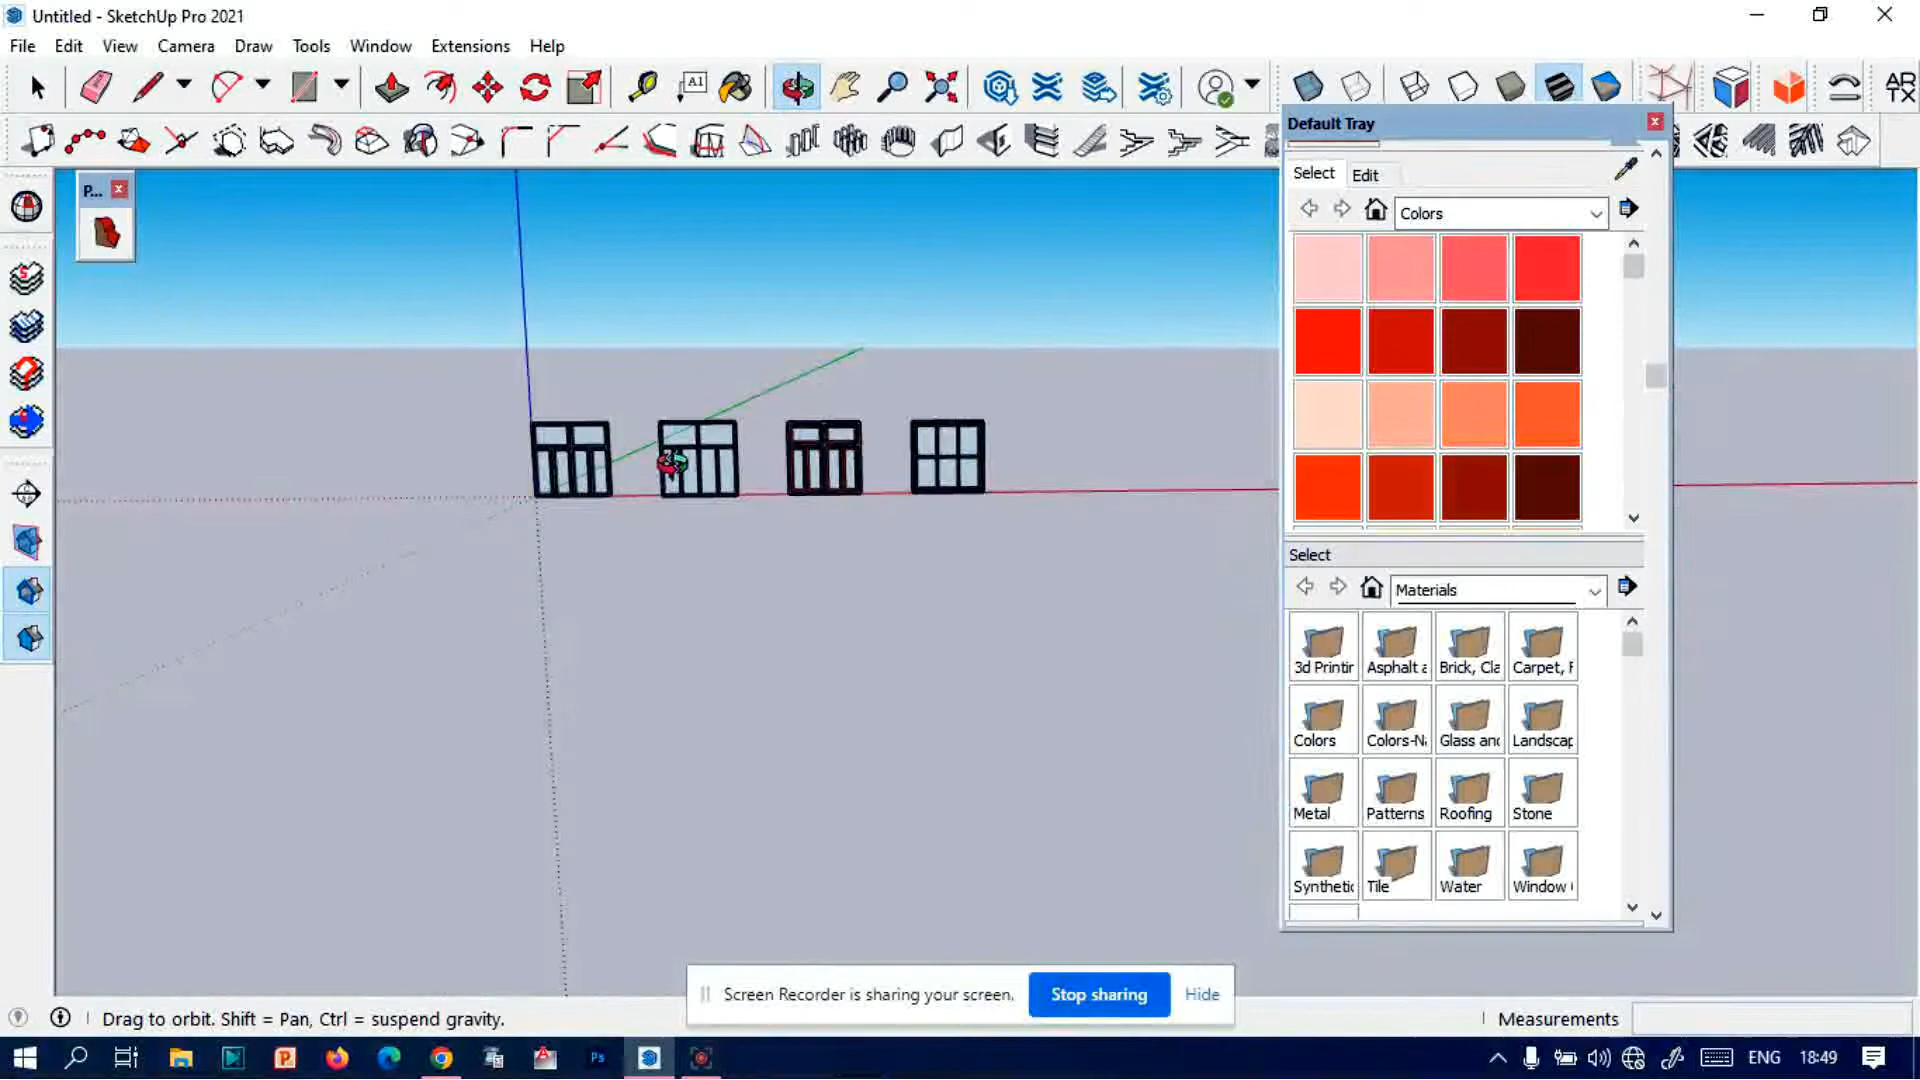 Untitled - SketchUp Pro 2021
File Edit View Camera Draw Tools Window Extensions Help
A1
AR
TX
Default Tray
P...
Select Edit
Colors
Select
Materials
3d Printir Asphalt a Brick, Cla Carpet, F
Colors Colors-Na Glass and Landscap
Metal Patterns Roofing Stone
Synthetic Tile Water Window (
Screen Recorder is sharing your screen. Stop sharing Hide
Drag to orbit. Shift = Pan, Ctrl = suspend gravity. Measurements
ENG 18:49